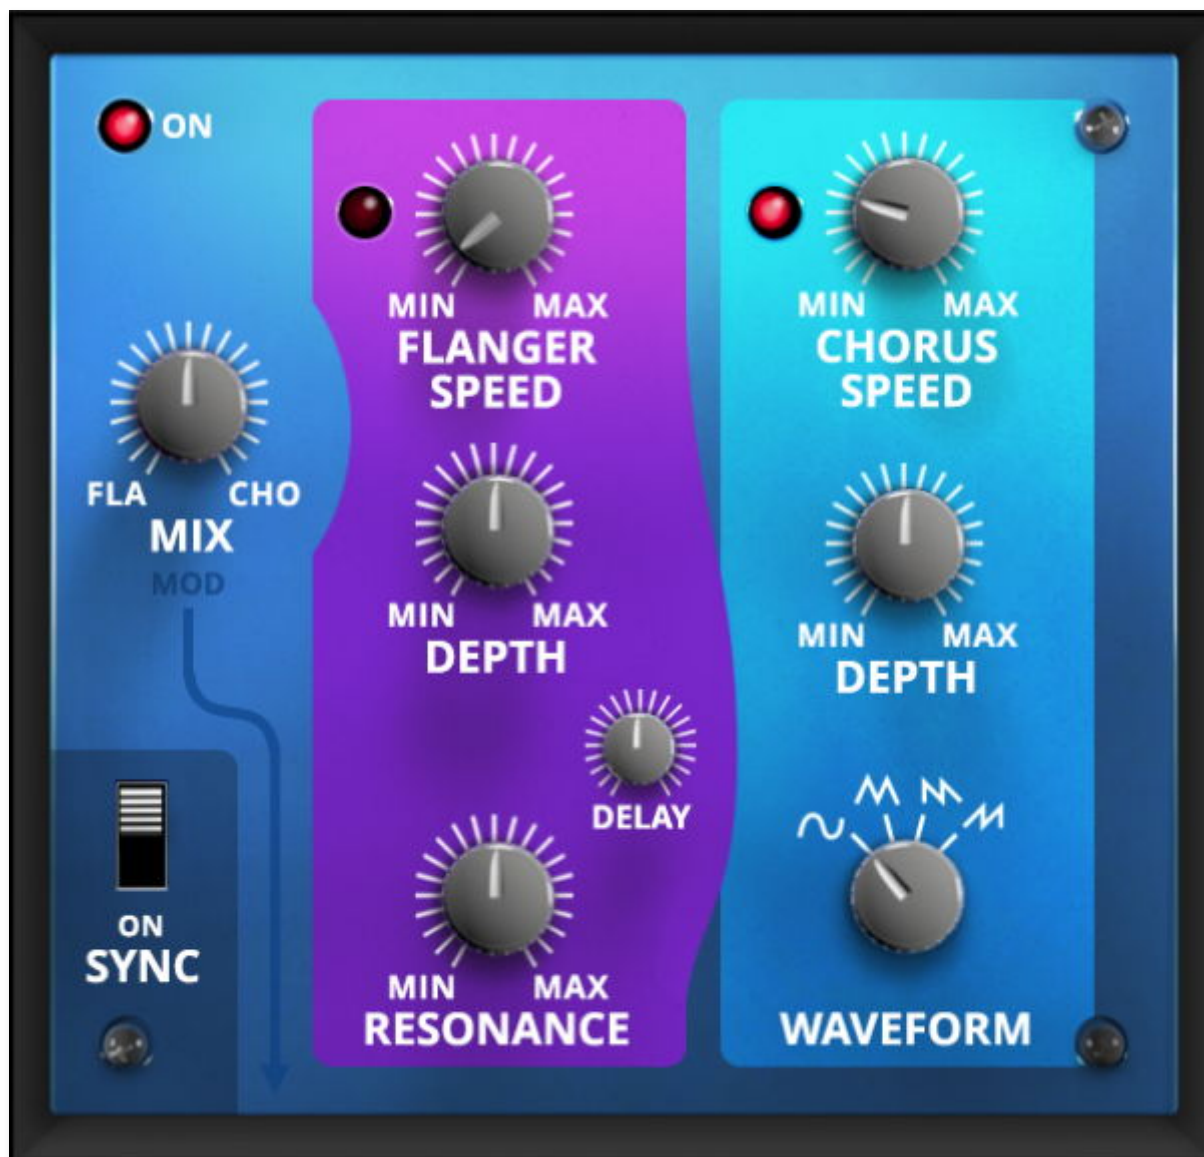 ON
MIN MAX
FLANGER
SPEED
MIN MAX
CHORUS
SPEED
FLA CHO
MIX
MOD
MIN MAX
DEPTH
MIN MAX
DEPTH
DELAY
ON
SYNC
MIN MAX
RESONANCE
WAVEFORM